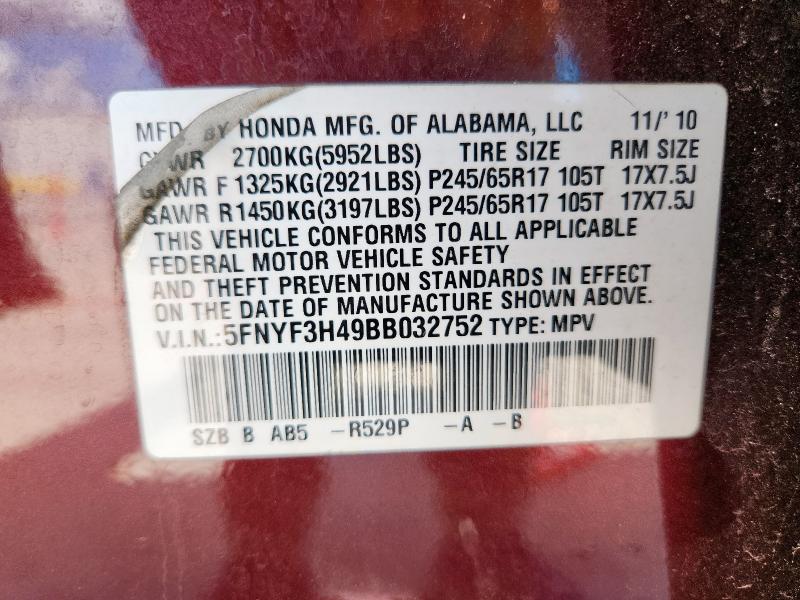 MFD. BY HONDA MFG. OF ALABAMA, LLC 11/'10
GVWR 2700KG(5952LBS) TIRE SIZE RIM SIZE
GAWR F 1325KG(2921LBS) P245/65R17 105T 17X7.5J
GAWR R 1450KG(3197LBS) P245/65R17 105T 17X7.5J
THIS VEHICLE CONFORMS TO ALL APPLICABLE
FEDERAL MOTOR VEHICLE SAFETY
AND THEFT PREVENTION STANDARDS IN EFFECT
ON THE DATE OF MANUFACTURE SHOWN ABOVE.
V.I.N.:5FNYF3H49BB032752 TYPE: MPV
SZB B AB5 -R529P -A -B